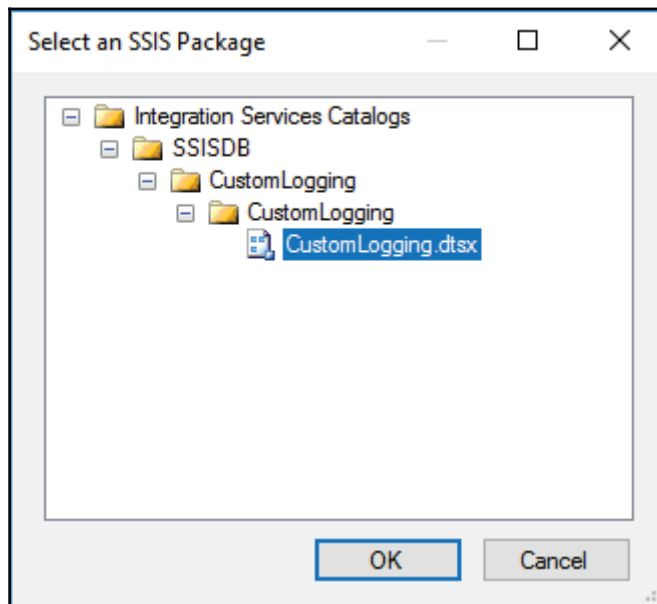 Select an SSIS Package
Integration Services Catalogs
SSISDB
CustomLogging
CustomLogging
CustomLogging.dtsx
OK Cancel